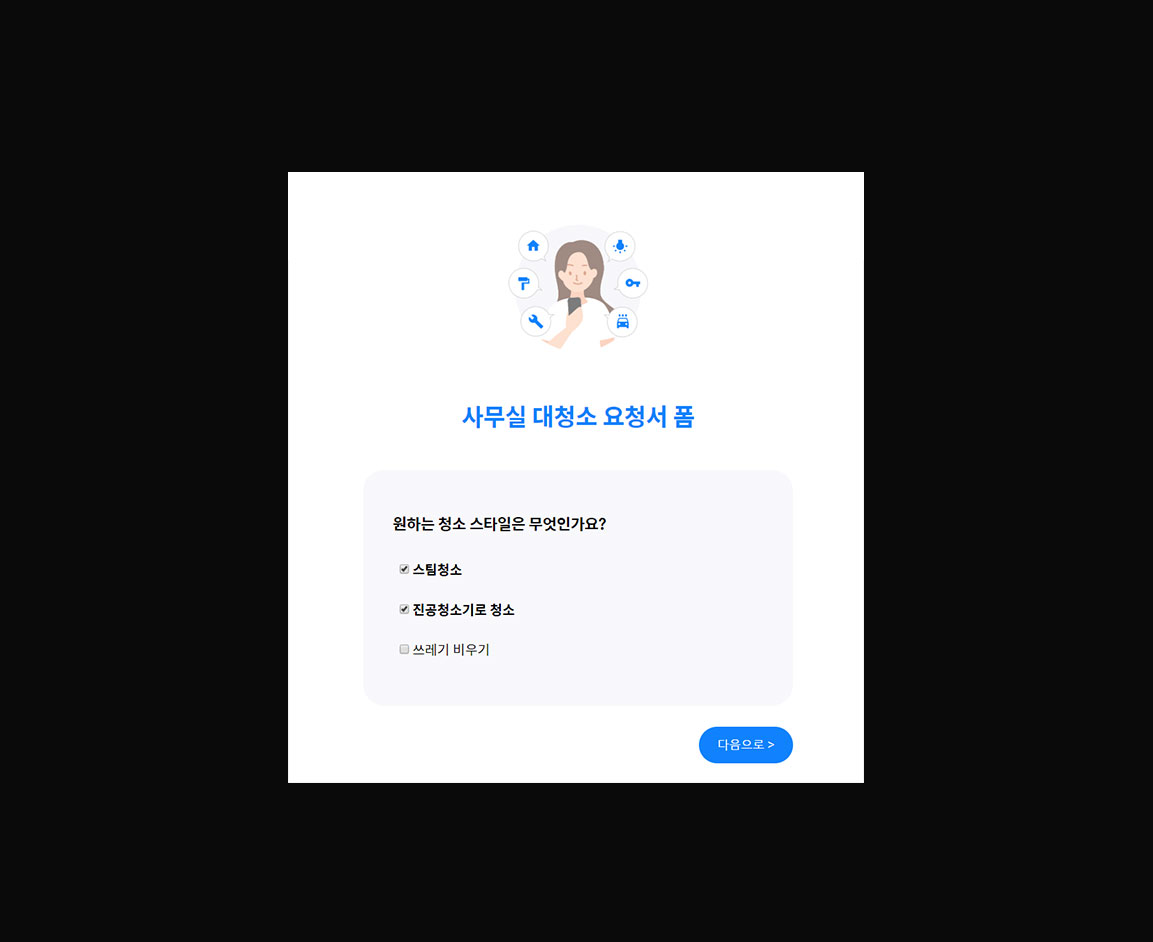 사무실 대청소 요청서 폼
원하는 청소 스타일은 무엇인가요?
스팀청소
진공청소기로 청소
쓰레기 비우기
다음으로 >